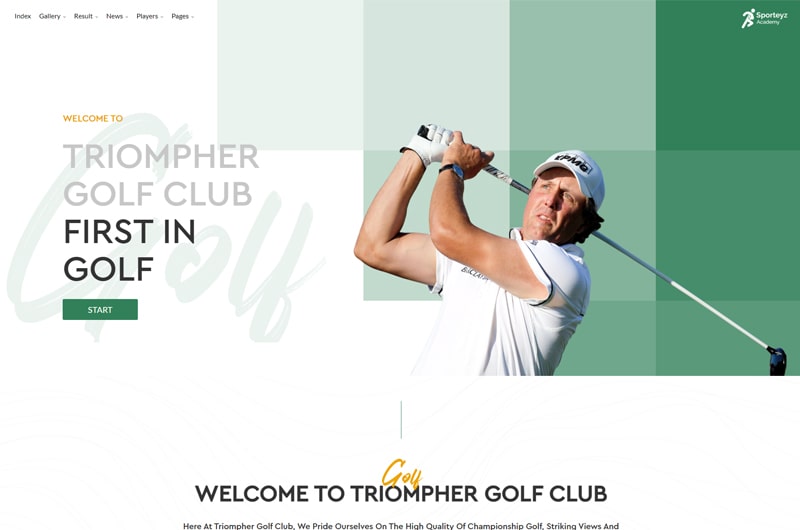 Index Gallery Result News Players Pages
Sporteyz
Academy
WELCOME TO
Golf
TRIOMPHER
GOLF CLUB
FIRST IN
GOLF
START
KPMG
BARCLAYS
Golf
WELCOME TO TRIOMPHER GOLF CLUB
Here At Triompher Golf Club, We Pride Ourselves On The High Quality Of Championship Golf, Striking Views And